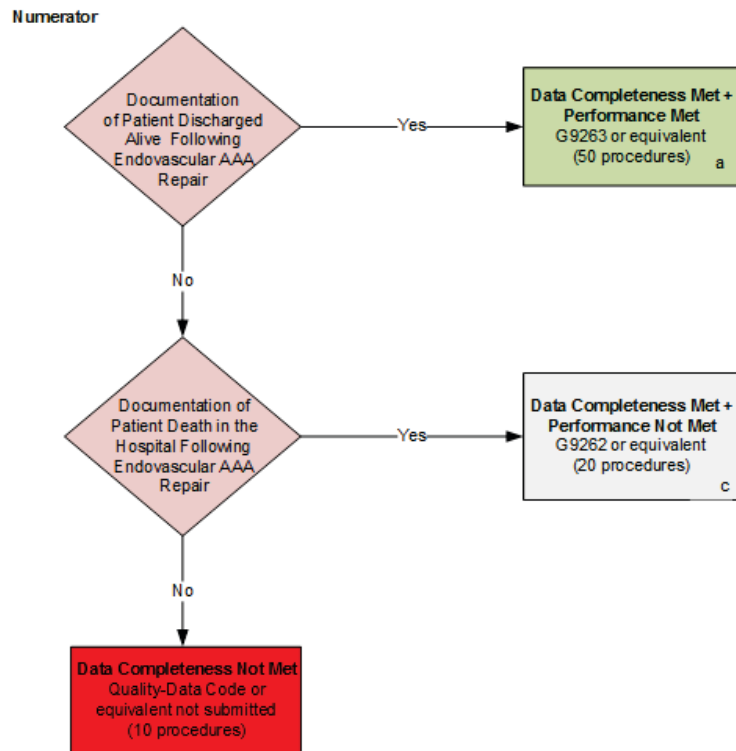 Numerator
Documentation
of Patient Discharged
Alive Following
Endovascular AAA
Repair
Yes
Data Completeness Met +
Performance Met
G9263 or equivalent
(50 procedures)
a
No
Documentation of
Patient Death in the
Hospital Following
Endovascular AAA
Repair
Yes
Data Completeness Met +
Performance Not Met
G9262 or equivalent
(20 procedures)
c
No
Data Completeness Not Met
Quality-Data Code or
equivalent not submitted
(10 procedures)